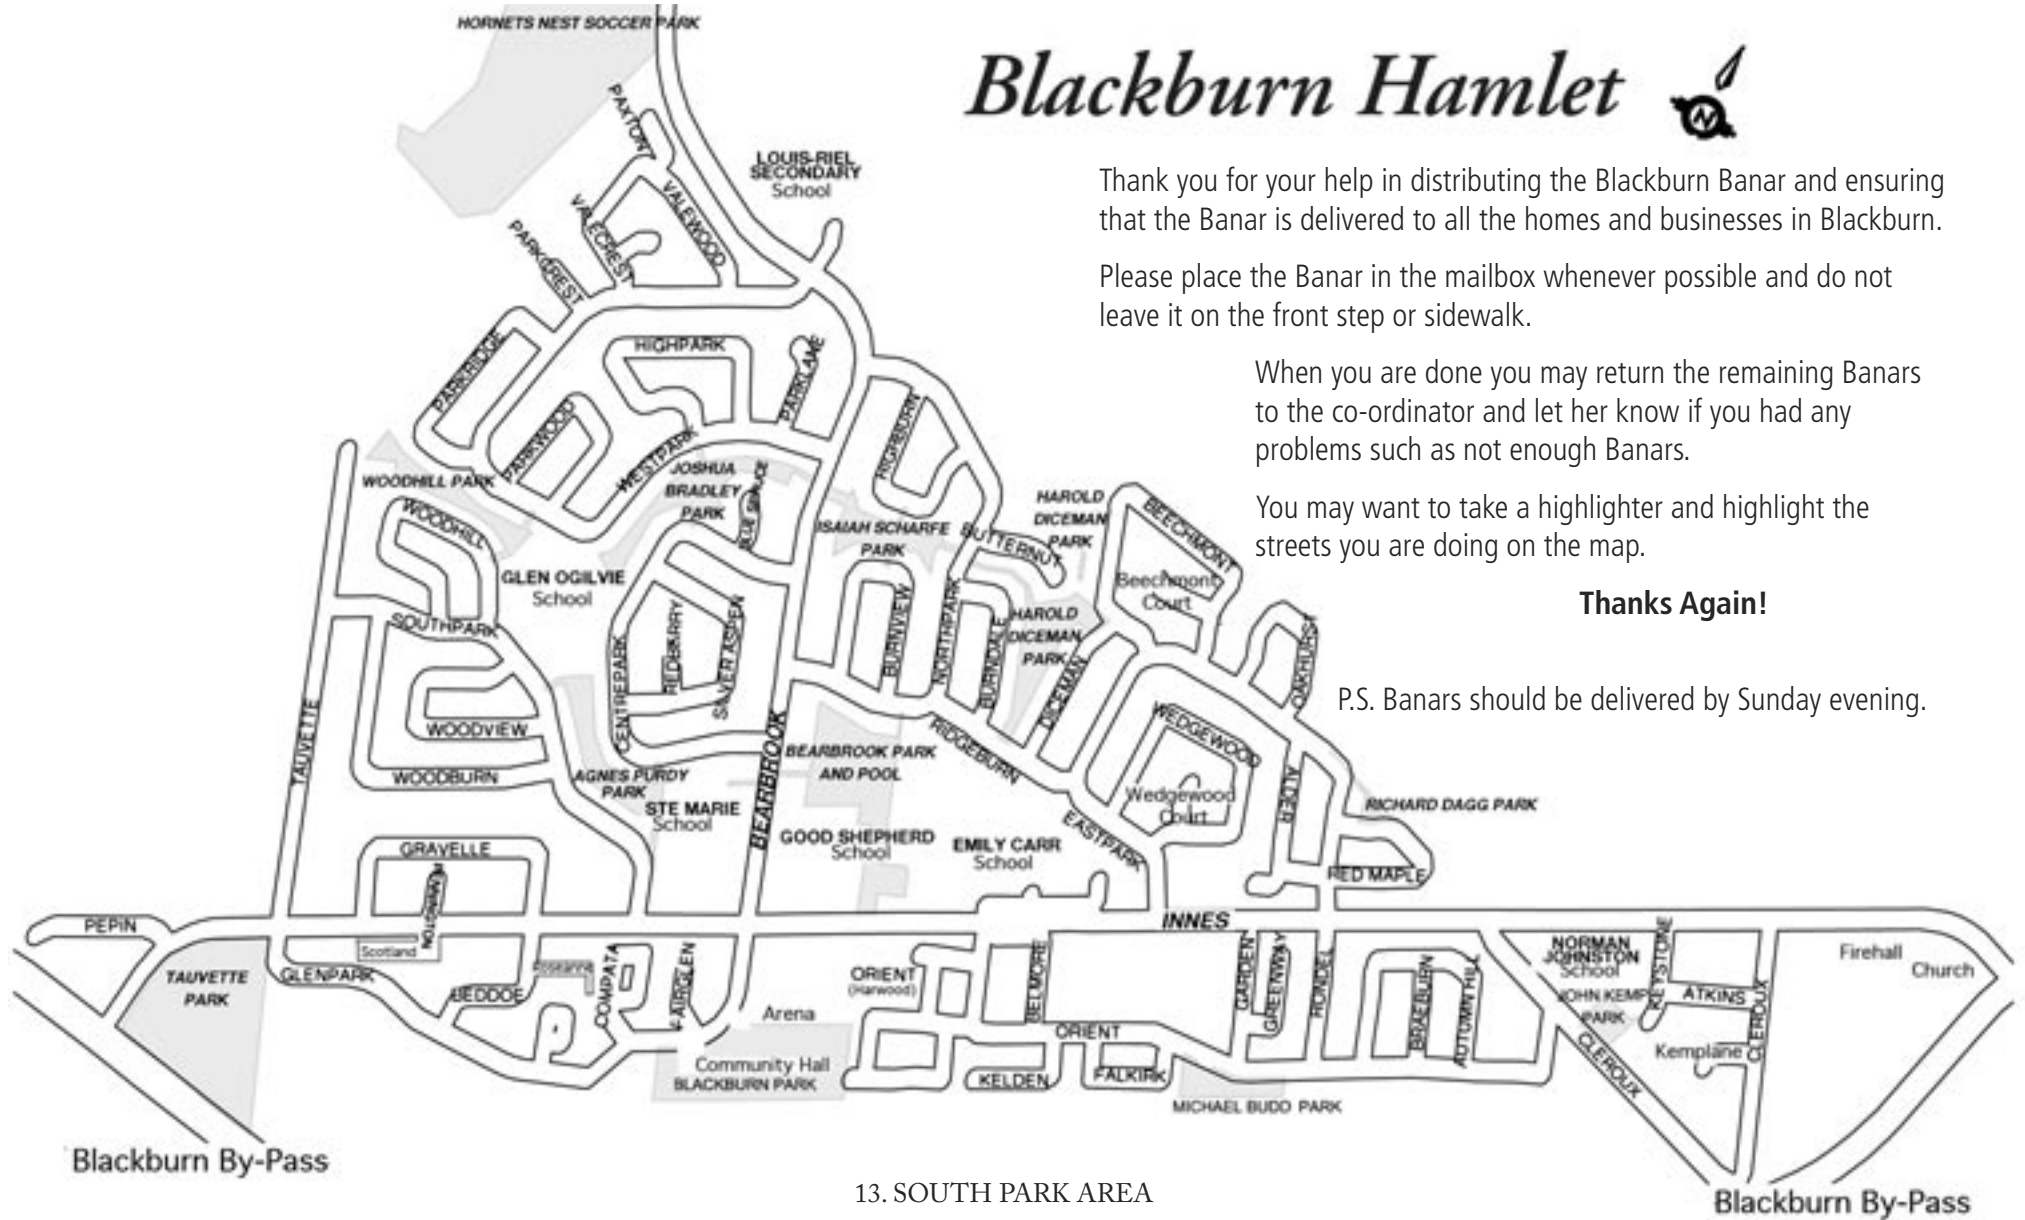 HORNETS NEST SOCCER PARK
Blackburn Hamlet
N
Thank you for your help in distributing the Blackburn Banar and ensuring
that the Banar is delivered to all the homes and businesses in Blackburn.
Please place the Banar in the mailbox whenever possible and do not
leave it on the front step or sidewalk.
When you are done you may return the remaining Banars
to the co-ordinator and let her know if you had any
problems such as not enough Banars.
You may want to take a highlighter and highlight the
streets you are doing on the map.
Thanks Again!
P.S. Banars should be delivered by Sunday evening.
PAXTON
LOUIS-RIEL
SECONDARY
School
VALEWOOD
VALECREST
PARKCREST
PARKRIDGE
HIGHPARK
PARKLANE
PARKWOOD
WESTPARK
HIGHBURN
WOODHILL PARK
JOSHUA
BRADLEY
PARK
BLUE SPRUCE
WOODHILL
ISAIAH SCHARFE
PARK
BUTTERNUT
HAROLD
DICEMAN
PARK
BEECHMONT
Beechmont
Court
GLEN OGILVIE
School
SOUTHPARK
CENTREPARK
REDBERRY
SILVER ASPEN
BURNVIEW
NORTHPARK
BURNDALE
HAROLD
DICEMAN
PARK
DICEMAN
OAKHURST
TAUVETTE
WOODVIEW
WOODBURN
BEARBROOK
RIDGEBURN
WEDGEWOOD
BEARBROOK PARK
AND POOL
AGNES PURDY
PARK
STE MARIE
School
Wedgewood
Court
ALDER
RICHARD DAGG PARK
GOOD SHEPHERD
School
EMILY CARR
School
EASTPARK
GRAVELLE
PENNINGTON
RED MAPLE
PEPIN
INNES
Scotland
TAUVETTE
PARK
GLENPARK
BEDDOE
Roseanne
COMPATA
FAIRGLEN
ORIENT
(Harwood)
BELMORE
GARDEN
GREENWAY
RONDEL
BRAEBURN
AUTUMN HILL
NORMAN
JOHNSTON
School
KEYSTONE
Firehall
Church
JOHN KEMP
PARK
ATKINS
CLEROUX
Arena
ORIENT
Kemplane
CLEROUX
Community Hall
BLACKBURN PARK
KELDEN
FALKIRK
MICHAEL BUDD PARK
Blackburn By-Pass
13. SOUTH PARK AREA
Blackburn By-Pass